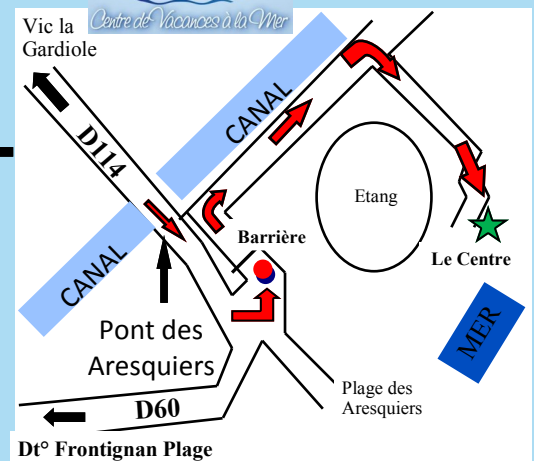 Centre de Vacances à la Mer
Vic la
Gardiole
D114
CANAL
CANAL
Etang
Barrière
Le Centre
MER
Pont des
Aresquiers
Plage des
Aresquiers
D60
Dt° Frontignan Plage